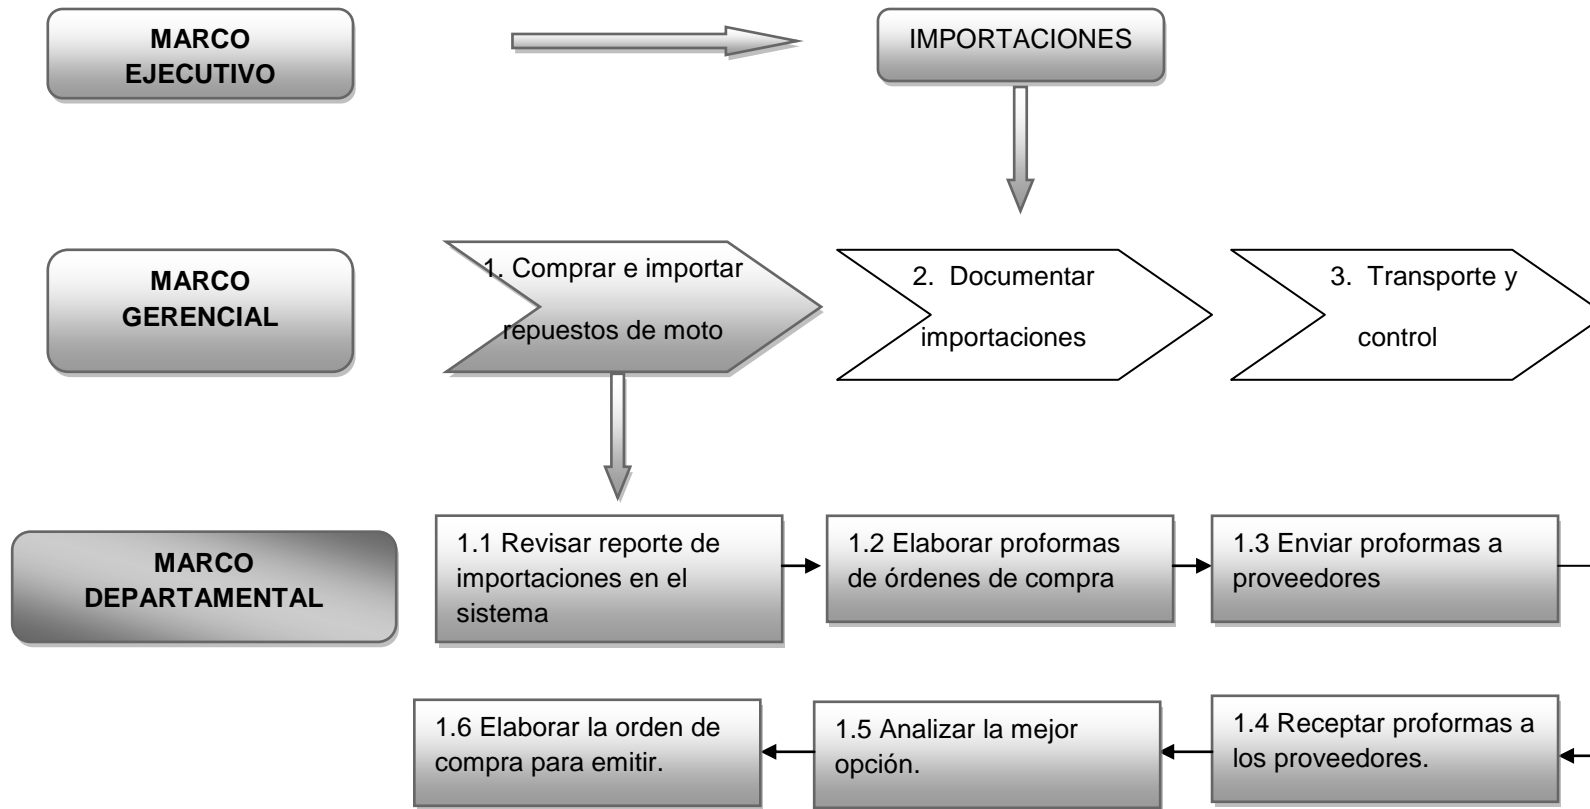 MARCO
EJECUTIVO
IMPORTACIONES
MARCO
GERENCIAL
1. Comprar e importar
repuestos de moto
2. Documentar
importaciones
3. Transporte y
control
MARCO
DEPARTAMENTAL
1.1 Revisar reporte de
importaciones en el
sistema
1.2 Elaborar proformas
de órdenes de compra
1.3 Enviar proformas a
proveedores
1.6 Elaborar la orden de
compra para emitir.
1.5 Analizar la mejor
opción.
1.4 Receptar proformas a
los proveedores.